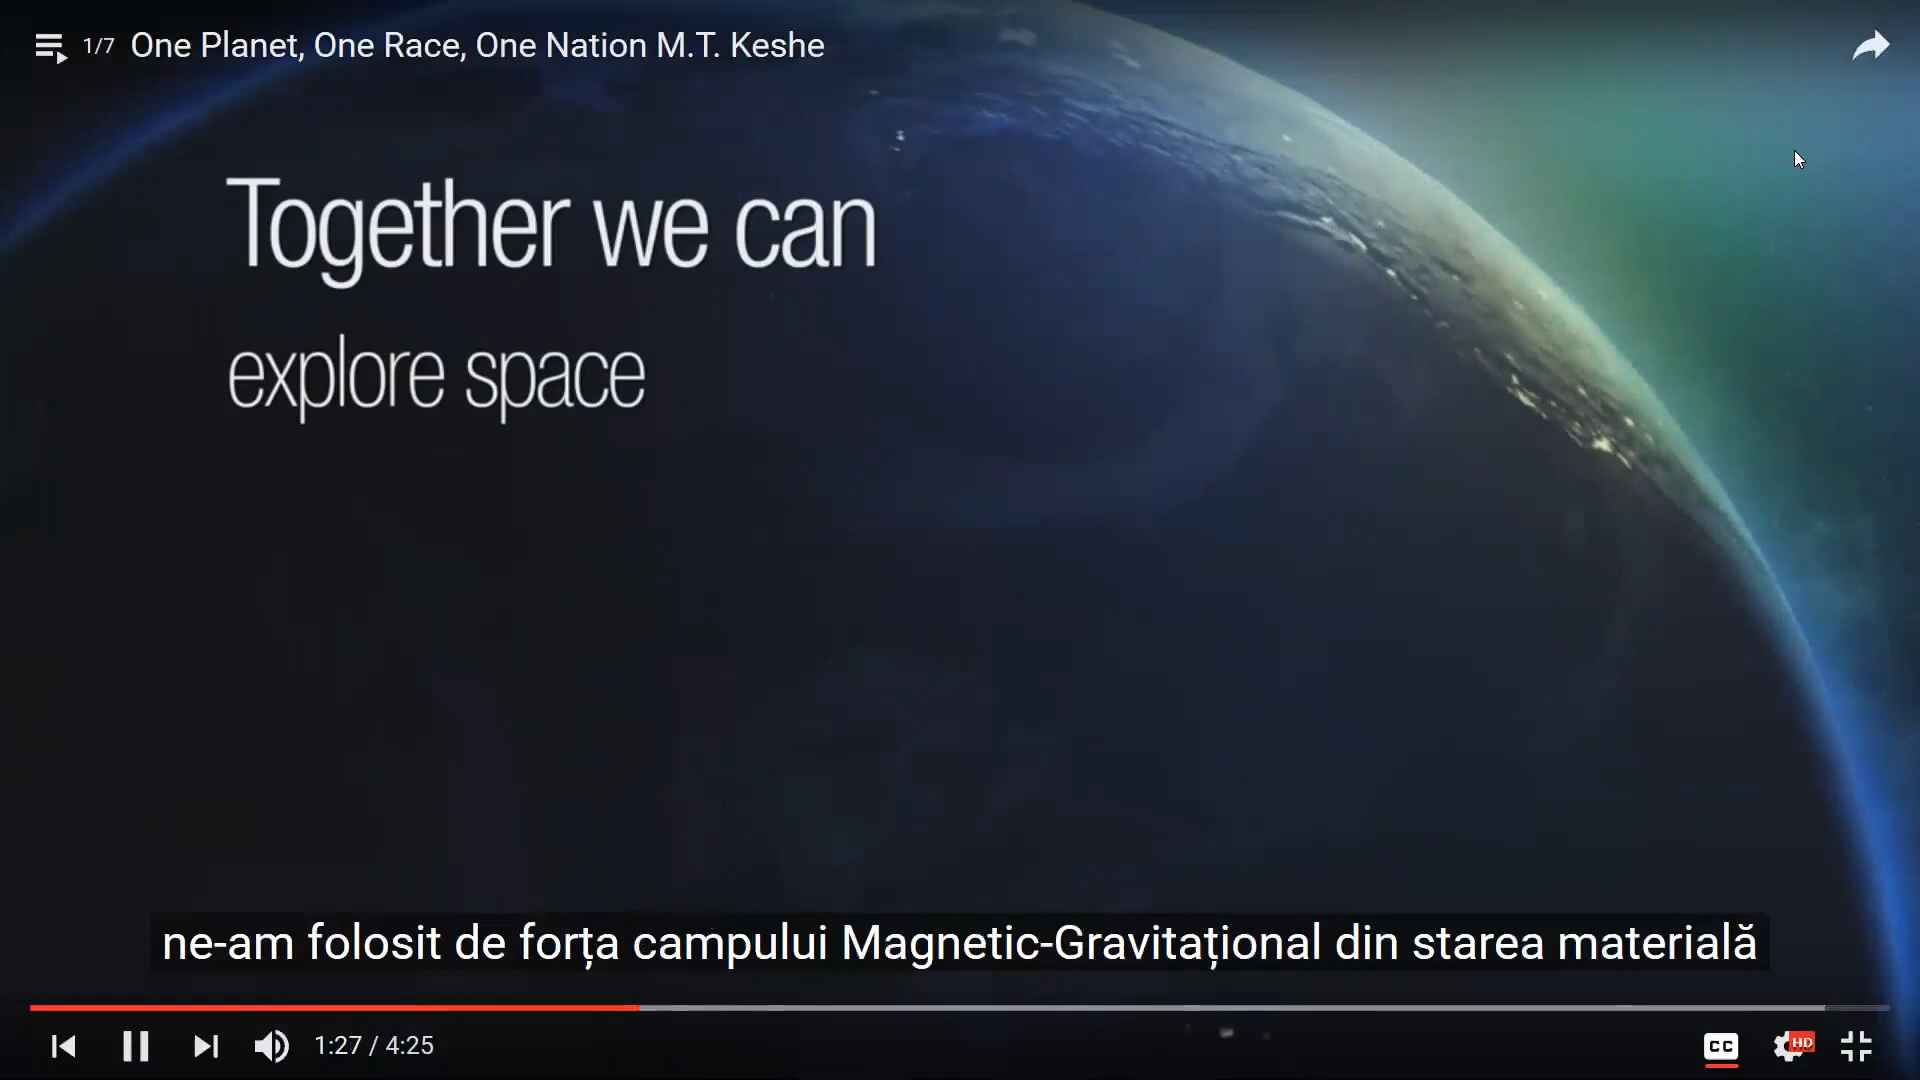 1/7 One Planet, One Race, One Nation M.T. Keshe
Together we can
explore space
ne-am folosit de forța campului Magnetic-Gravitațional din starea materială
1:27 / 4:25
CC
HD